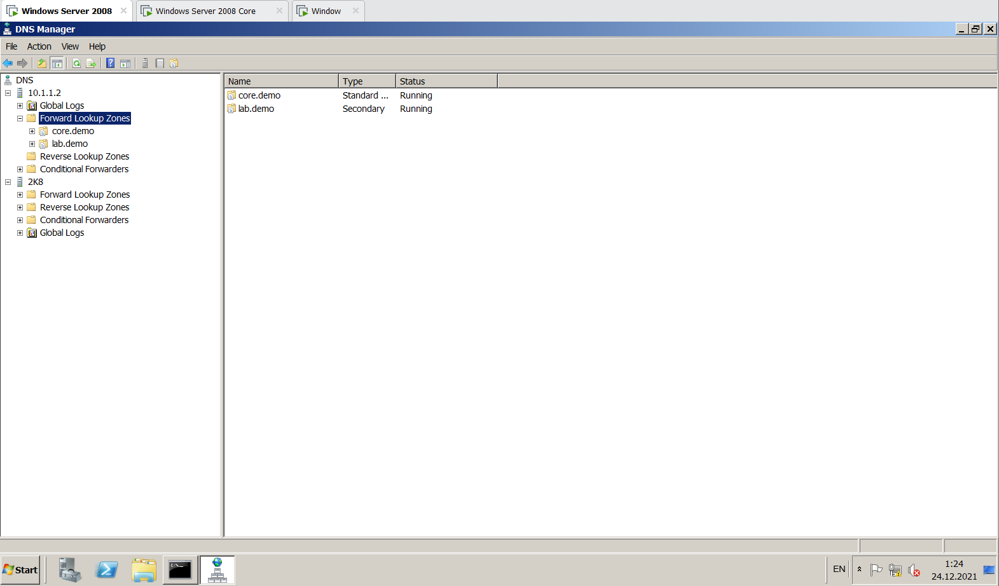 Windows Server 2008
Windows Server 2008 Core
Window
DNS Manager
File Action View Help
DNS
10.1.1.2
Global Logs
Forward Lookup Zones
core.demo
lab.demo
Reverse Lookup Zones
Conditional Forwarders
2K8
Forward Lookup Zones
Reverse Lookup Zones
Conditional Forwarders
Global Logs
Name Type Status
core.demo Standard ... Running
lab.demo Secondary Running
Start
C:\_
EN
1:24
24.12.2021